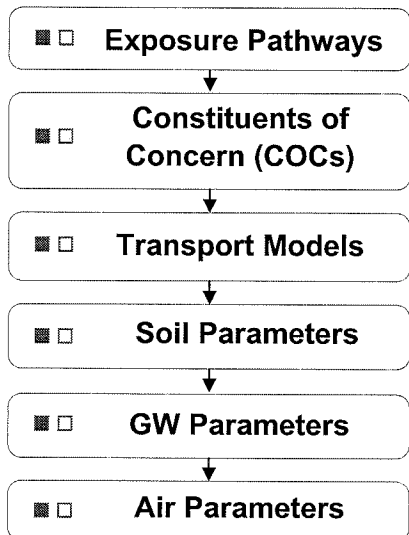 Exposure Pathways
Constituents of
Concern (COCs)
Transport Models
Soil Parameters
GW Parameters
Air Parameters